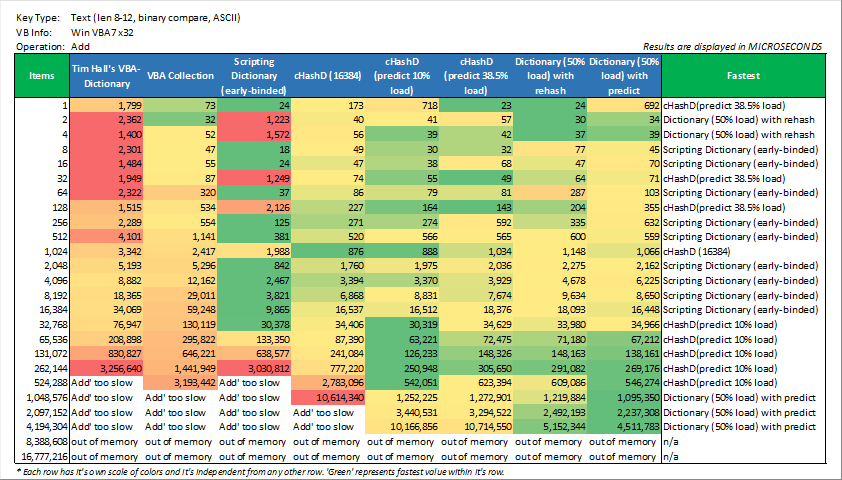 Key Type: Text (len 8-12, binary compare, ASCII)
VB Info: Win VBA7 x32
Operation: Add
Results are displayed in MICROSECONDS
Items Tim Hall's VBA-Dictionary VBA Collection Scripting Dictionary (early-binded) cHashD (16384) cHashD (predict 10% load) cHashD (predict 38.5% load) Dictionary (50% load) with rehash Dictionary (50% load) with predict Fastest
1 1,799 73 24 173 718 23 24 692 cHashD(predict 38.5% load)
2 2,362 32 1,223 40 41 57 30 34 Dictionary (50% load) with rehash
4 1,400 52 1,572 56 39 42 37 39 Dictionary (50% load) with rehash
8 2,301 47 18 49 30 32 77 45 Scripting Dictionary (early-binded)
16 1,484 55 24 47 38 68 47 70 Scripting Dictionary (early-binded)
32 1,949 87 1,249 74 55 49 64 71 cHashD(predict 38.5% load)
64 2,322 320 37 86 79 81 287 103 Scripting Dictionary (early-binded)
128 1,515 534 2,126 227 164 143 204 355 cHashD(predict 38.5% load)
256 2,289 554 125 271 274 592 335 632 Scripting Dictionary (early-binded)
512 4,101 1,141 381 520 566 565 600 559 Scripting Dictionary (early-binded)
1,024 3,342 2,417 1,988 876 888 1,034 1,148 1,066 cHashD (16384)
2,048 5,193 5,296 842 1,760 1,975 2,036 2,275 2,162 Scripting Dictionary (early-binded)
4,096 8,882 12,162 2,467 3,394 3,370 3,929 4,678 6,225 Scripting Dictionary (early-binded)
8,192 18,365 29,011 3,821 6,868 8,831 7,674 9,634 8,650 Scripting Dictionary (early-binded)
16,384 34,069 59,248 9,865 16,537 16,512 18,376 18,093 16,448 Scripting Dictionary (early-binded)
32,768 76,947 130,119 30,378 34,406 30,319 34,629 33,980 34,966 cHashD(predict 10% load)
65,536 208,898 295,822 133,350 87,390 63,221 72,475 71,180 67,212 cHashD(predict 10% load)
131,072 830,827 646,221 638,577 241,084 126,233 148,326 148,163 138,161 cHashD(predict 10% load)
262,144 3,256,640 1,441,949 3,030,812 777,220 250,948 305,650 291,082 269,176 cHashD(predict 10% load)
524,288 Add' too slow 3,193,442 Add' too slow 2,783,096 542,051 623,394 609,086 546,274 cHashD(predict 10% load)
1,048,576 Add' too slow Add' too slow Add' too slow 10,614,340 1,252,225 1,272,901 1,219,884 1,095,350 Dictionary (50% load) with predict
2,097,152 Add' too slow Add' too slow Add' too slow Add' too slow 3,440,531 3,294,522 2,492,193 2,237,308 Dictionary (50% load) with predict
4,194,304 Add' too slow Add' too slow Add' too slow Add' too slow 10,166,856 10,714,550 5,152,344 4,511,783 Dictionary (50% load) with predict
8,388,608 out of memory out of memory out of memory out of memory out of memory out of memory out of memory out of memory n/a
16,777,216 out of memory out of memory out of memory out of memory out of memory out of memory out of memory out of memory n/a
* Each row has it's own scale of colors and it's independent from any other row. 'Green' represents fastest value within it's row.